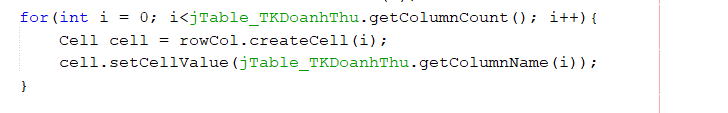 for(int i = 0; i<jTable_TKDoanhThu.getColumnCount(); i++){
Cell cell = rowCol.createCell(i);
cell.setCellValue(jTable_TKDoanhThu.getColumnName(i));
}